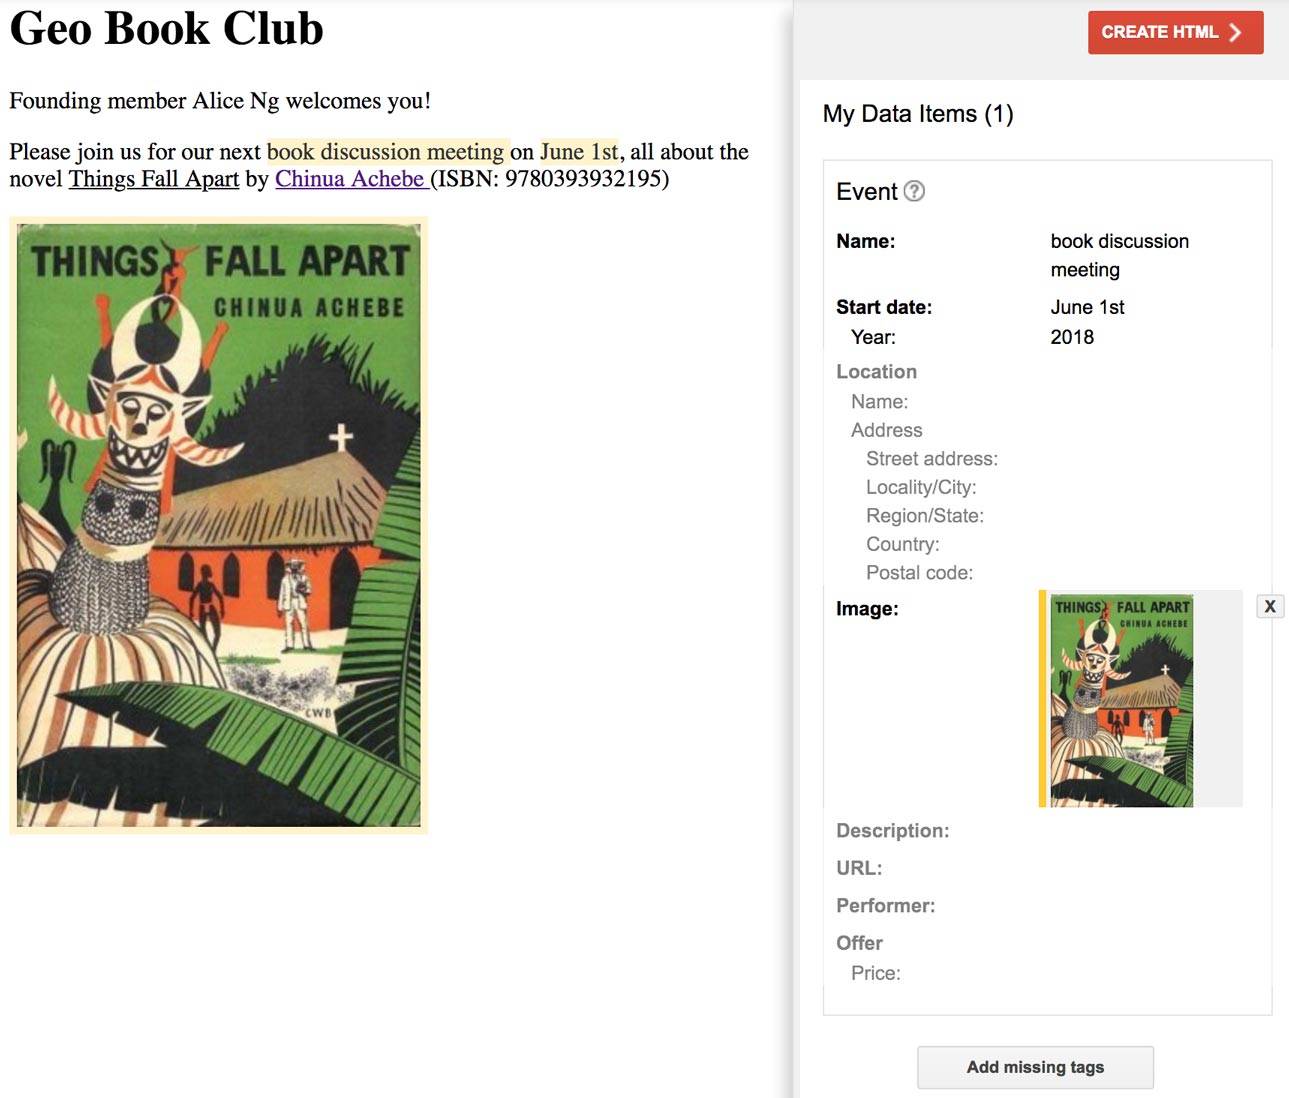 Geo Book Club
Founding member Alice Ng welcomes you!
Please join us for our next book discussion meeting on June 1st, all about the
novel Things Fall Apart by Chinua Achebe (ISBN: 9780393932195)
THINGS FALL APART
CHINUA ACHEBE
CWB
CREATE HTML
My Data Items (1)
Event ?
Name: book discussion
meeting
Start date: June 1st
Year: 2018
Location
Name:
Address
Street address:
Locality/City:
Region/State:
Country:
Postal code:
Image:
THINGS FALL APART
CHINUA ACHEBE
X
Description:
URL:
Performer:
Offer
Price:
Add missing tags